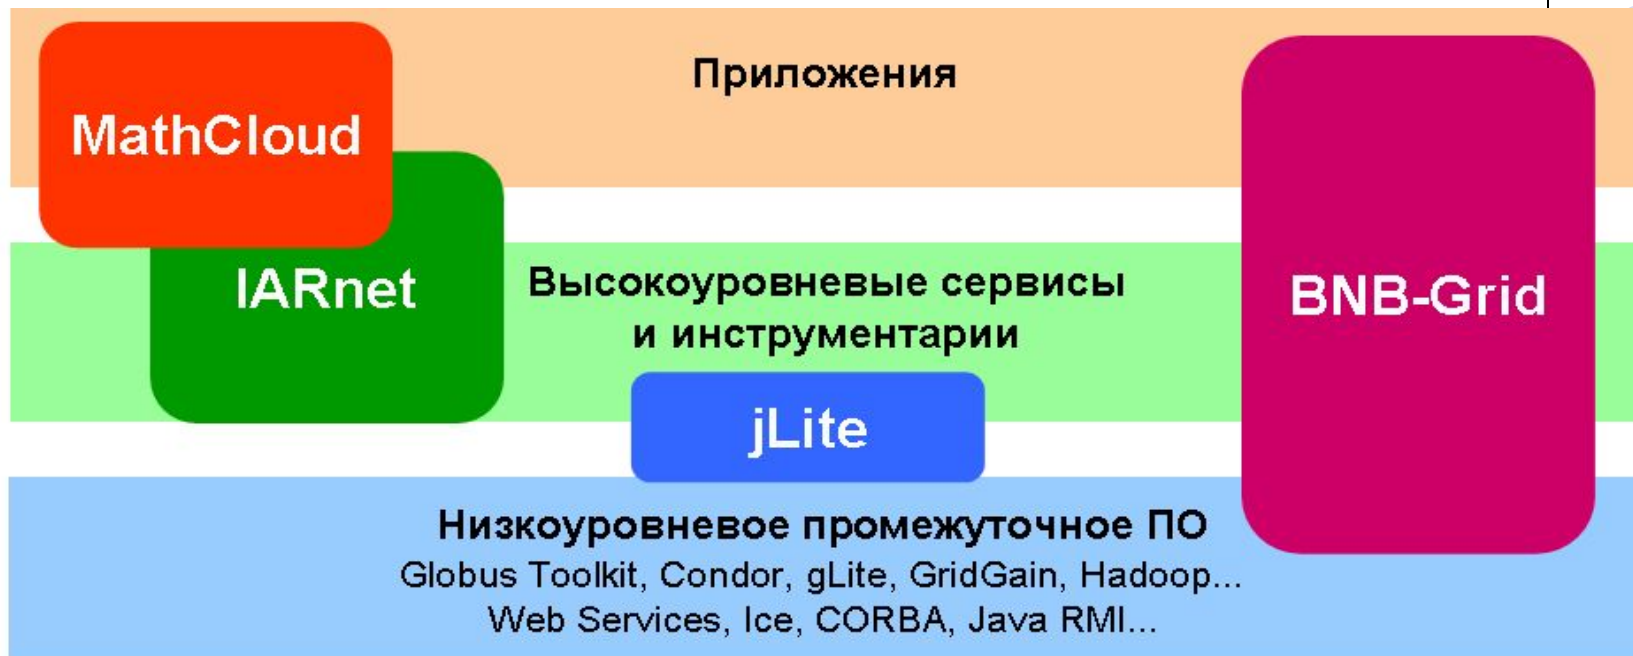 Приложения
MathCloud
IARnet
Высокоуровневые сервисы
и инструментарии
BNB-Grid
jLite
Низкоуровневое промежуточное ПО
Globus Toolkit, Condor, gLite, GridGain, Hadoop...
Web Services, Ice, CORBA, Java RMI...